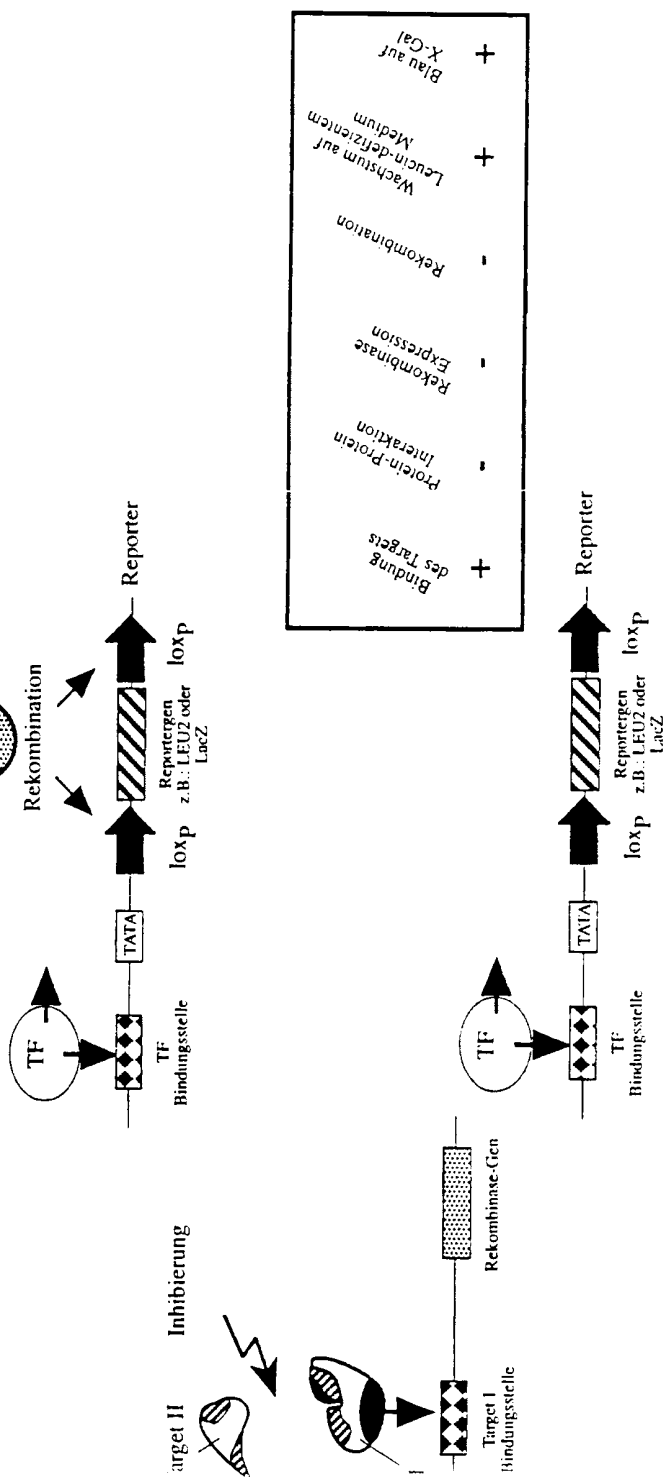 Rekombination
TF
TATA
TF
Bindungsstelle
loxP
Reportergen
z.B.: LEU2 oder
LacZ
loxP
Reporter
arget II
Inhibierung
Target I
Bindungsstelle
Rekombinase-Gen
TF
TATA
TF
Bindungsstelle
loxP
Reportergen
z.B.: LEU2 oder
LacZ
loxP
Reporter
Bindung
des Targets
Protein-Protein
Interaktion
Rekombinase
Expression
Rekombination
Wachstum auf
Leucin-defizientem
Medium
Blau auf
X-Gal
+ - - - + +